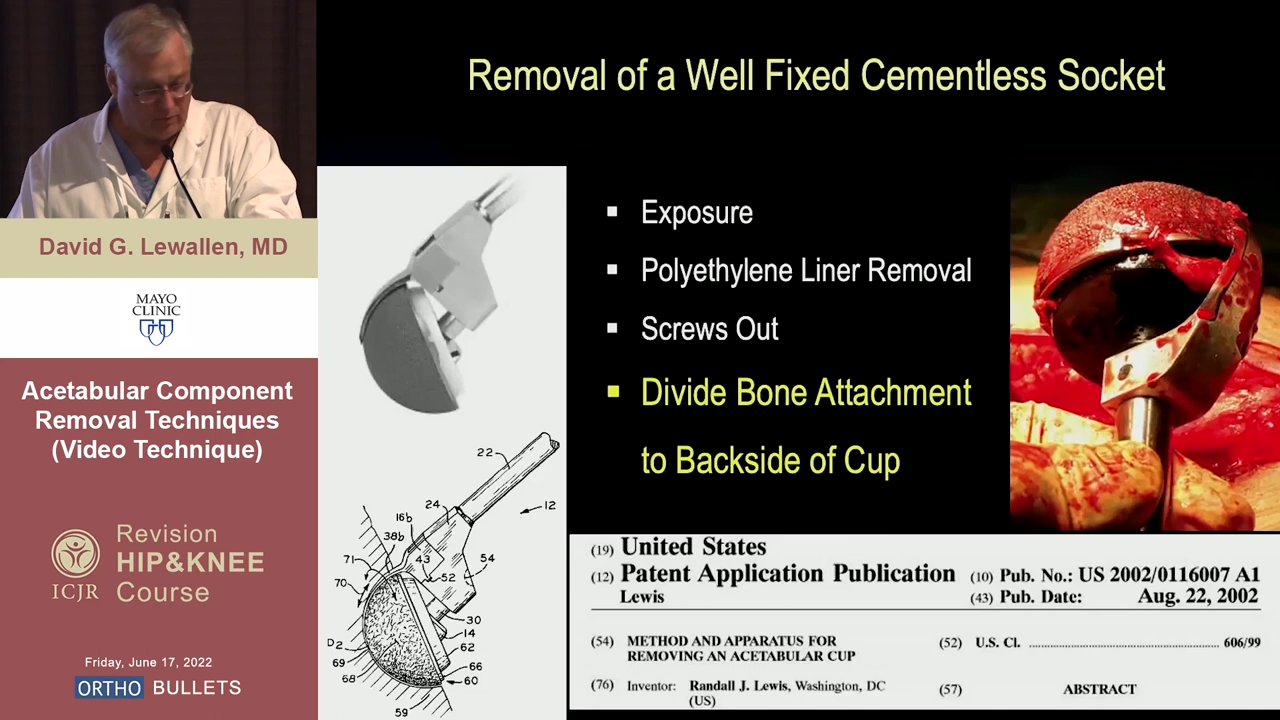 Removal of a Well Fixed Cementless Socket
David G. Lewallen, MD
MAYO
CLINIC
Acetabular Component
Removal Techniques
(Video Technique)
ICJR
Revision
HIP&KNEE
Course
Friday, June 17, 2022
ORTHO BULLETS
▪ Exposure
▪ Polyethylene Liner Removal
▪ Screws Out
▪ Divide Bone Attachment
to Backside of Cup
22
12
24
16b
38b
71
43
54
70
52
30
14
D2
62
69
66
68
60
59
(19) United States
(12) Patent Application Publication
Lewis
(10) Pub. No.: US 2002/0116007 A1
(43) Pub. Date: Aug. 22, 2002
(54) METHOD AND APPARATUS FOR
REMOVING AN ACETABULAR CUP
(76) Inventor: Randall J. Lewis, Washington, DC
(US)
(52) U.S. Cl. .............................................................. 606/99
(57) ABSTRACT